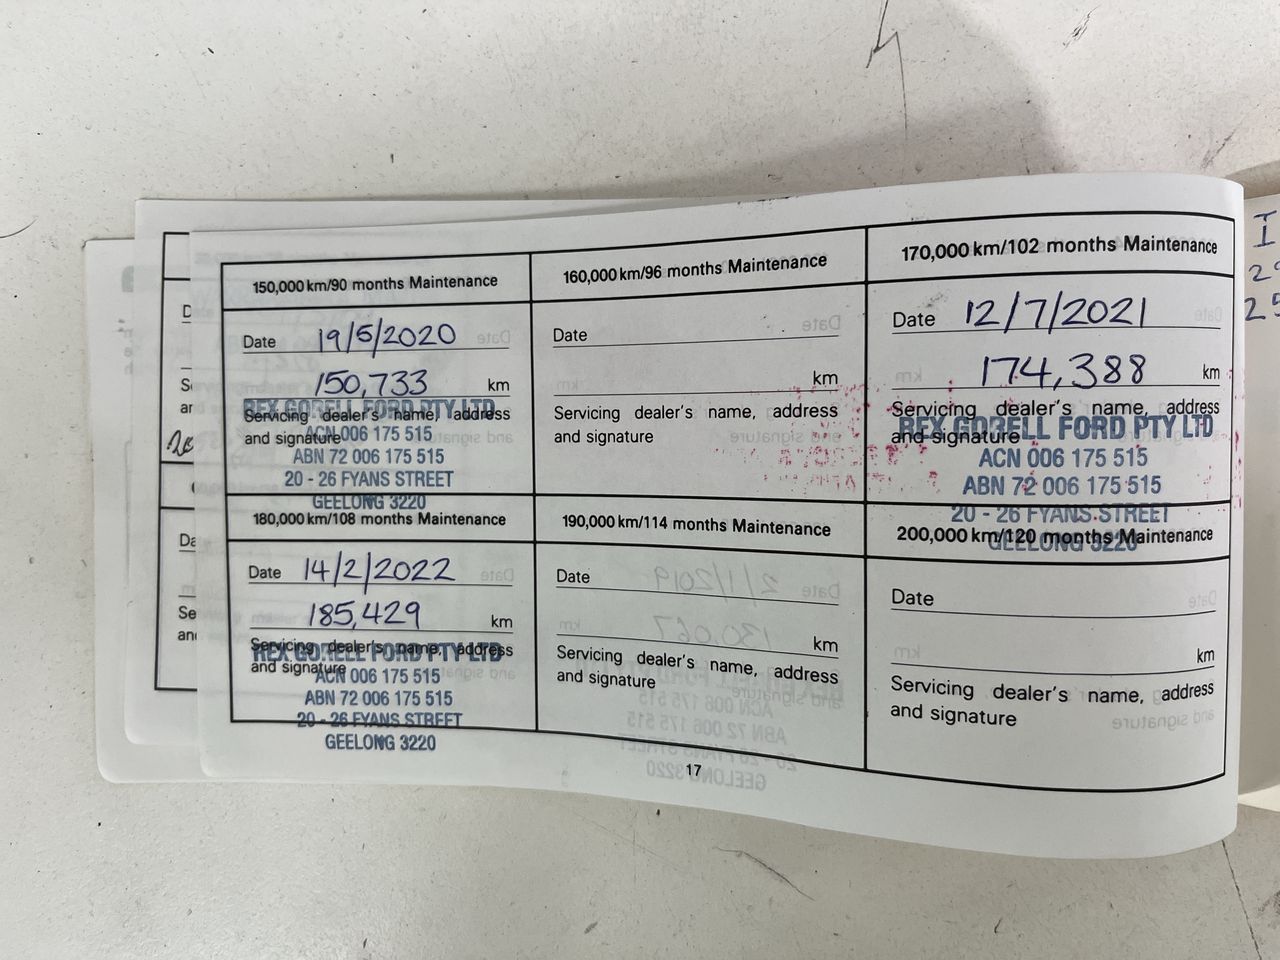 150,000 km/90 months Maintenance
Date 19/5/2020
150,733 km
Servicing dealer's name, address
and signature
REX GORELL FORD PTY LTD
ACN 006 175 515
ABN 72 006 175 515
20 - 26 FYANS STREET
GEELONG 3220
160,000 km/96 months Maintenance
Date
km
Servicing dealer's name, address
and signature
170,000 km/102 months Maintenance
Date 12/7/2021
174,388 km
Servicing dealer's name, address
and signature
REX GORELL FORD PTY LTD
ACN 006 175 515
ABN 72 006 175 515
20 - 26 FYANS STREET
GEELONG 3220
180,000 km/108 months Maintenance
Date 14/2/2022
185,429 km
Servicing dealer's name, address
and signature
REX GORELL FORD PTY LTD
ACN 006 175 515
ABN 72 006 175 515
20 - 26 FYANS STREET
GEELONG 3220
190,000 km/114 months Maintenance
Date
km
Servicing dealer's name, address
and signature
200,000 km/120 months Maintenance
Date
km
Servicing dealer's name, address
and signature
17